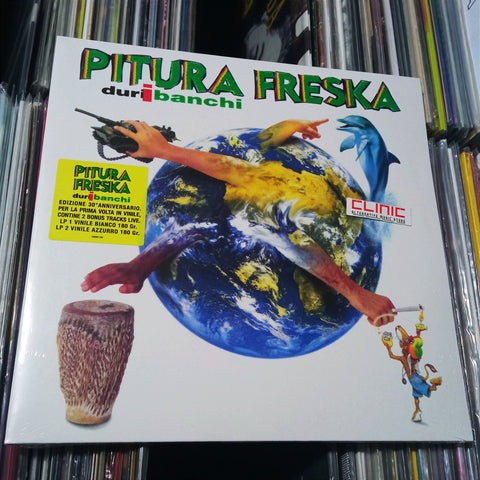 PITURA FRESKA
duri i banchi
PITURA
FRESKA
duri i banchi
EDIZIONE 30° ANNIVERSARIO.
PER LA PRIMA VOLTA IN VINILE,
CONTINE 2 BONUS TRACKS LIVE.
LP 1 VINILE BIANCO 180 Gr.
LP 2 VINILE AZZURRO 180 Gr.
CLINIC
ALTERNATIVE MUSIC STORE